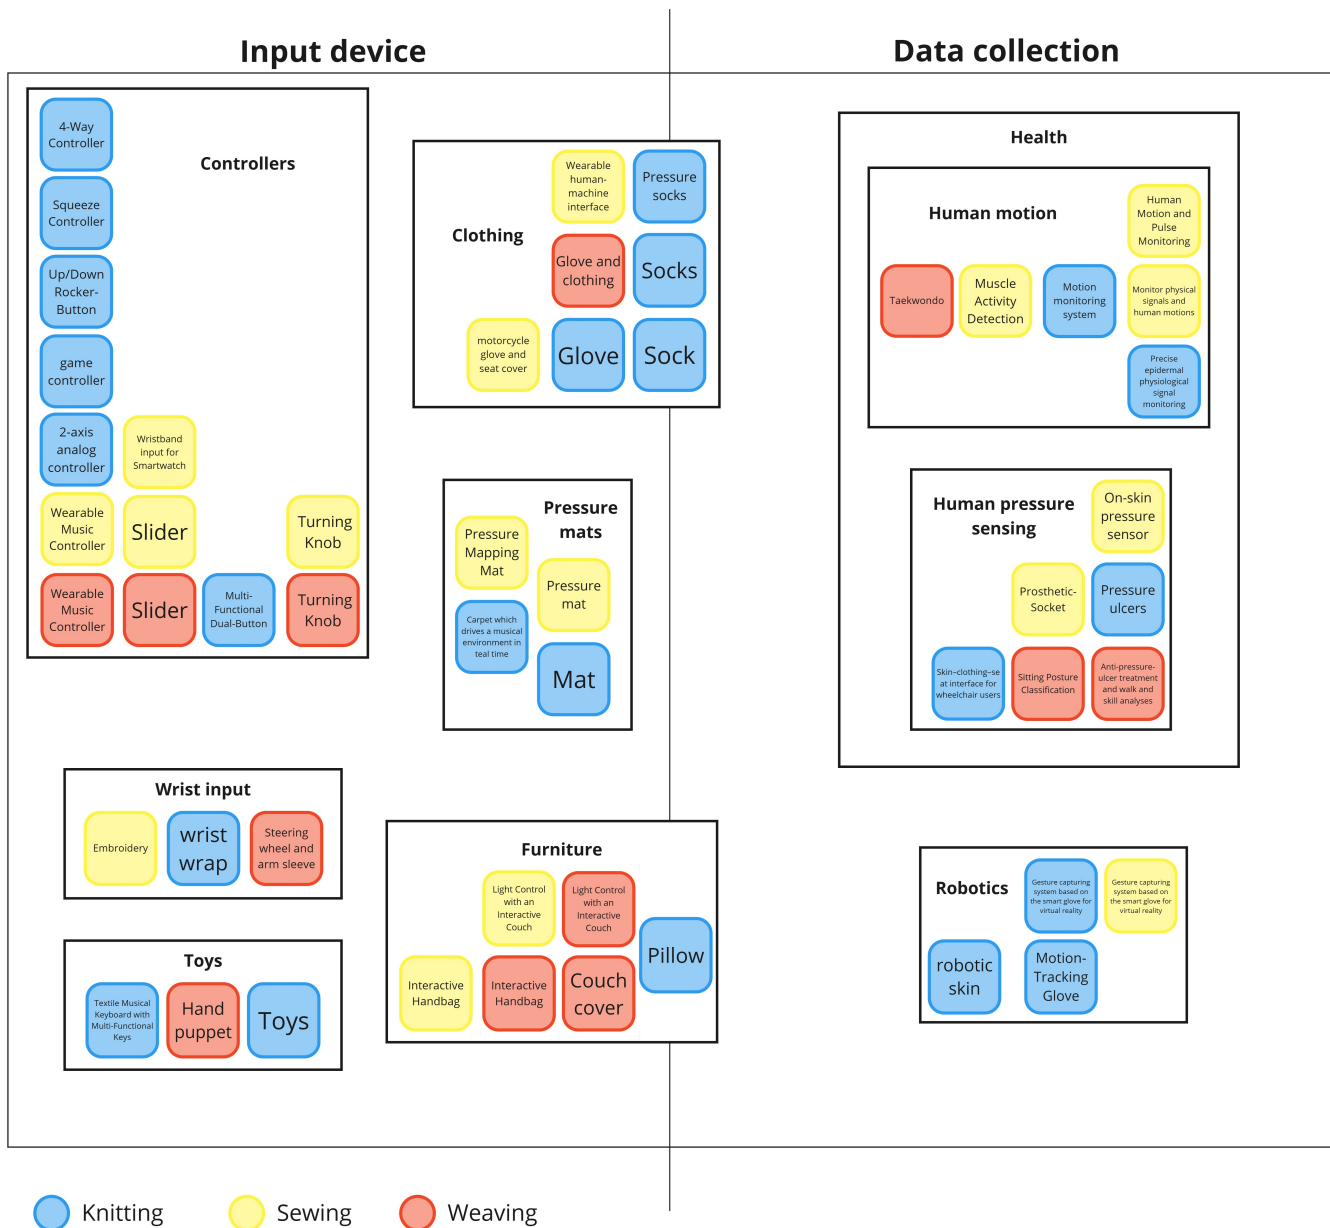 Input device
Data collection
Controllers
4-Way
Controller
Squeeze
Controller
Up/Down
Rocker-
Button
game
controller
2-axis
analog
controller
Wristband
input for
Smartwatch
Wearable
Music
Controller
Slider
Turning
Knob
Wearable
Music
Controller
Slider
Multi-
Functional
Dual-Button
Turning
Knob
Clothing
Wearable
human-
machine
interface
Pressure
socks
Glove and
clothing
Socks
motorcycle
glove and
seat cover
Glove
Sock
Pressure
mats
Pressure
Mapping
Mat
Pressure
mat
Carpet which
drives a musical
environment in
teal time
Mat
Wrist input
Embroidery
wrist
wrap
Steering
wheel and
arm sleeve
Toys
Textile Musical
Keyboard with
Multi-Functional
Keys
Hand
puppet
Toys
Furniture
Light Control
with an
Interactive
Couch
Light Control
with an
Interactive
Couch
Pillow
Interactive
Handbag
Interactive
Handbag
Couch
cover
Health
Human motion
Human
Motion and
Pulse
Monitoring
Taekwondo
Muscle
Activity
Detection
Motion
monitoring
system
Monitor physical
signals and
human motions
Precise
epidermal
physiological
signal
monitoring
Human pressure
sensing
On-skin
pressure
sensor
Prosthetic-
Socket
Pressure
ulcers
Skin–clothing–se
at interface for
wheelchair users
Sitting Posture
Classification
Anti-pressure-
ulcer treatment
and walk and
skill analyses
Robotics
Gesture capturing
system based on
the smart glove for
virtual reality
Gesture capturing
system based on
the smart glove for
virtual reality
robotic
skin
Motion-
Tracking
Glove
Knitting
Sewing
Weaving